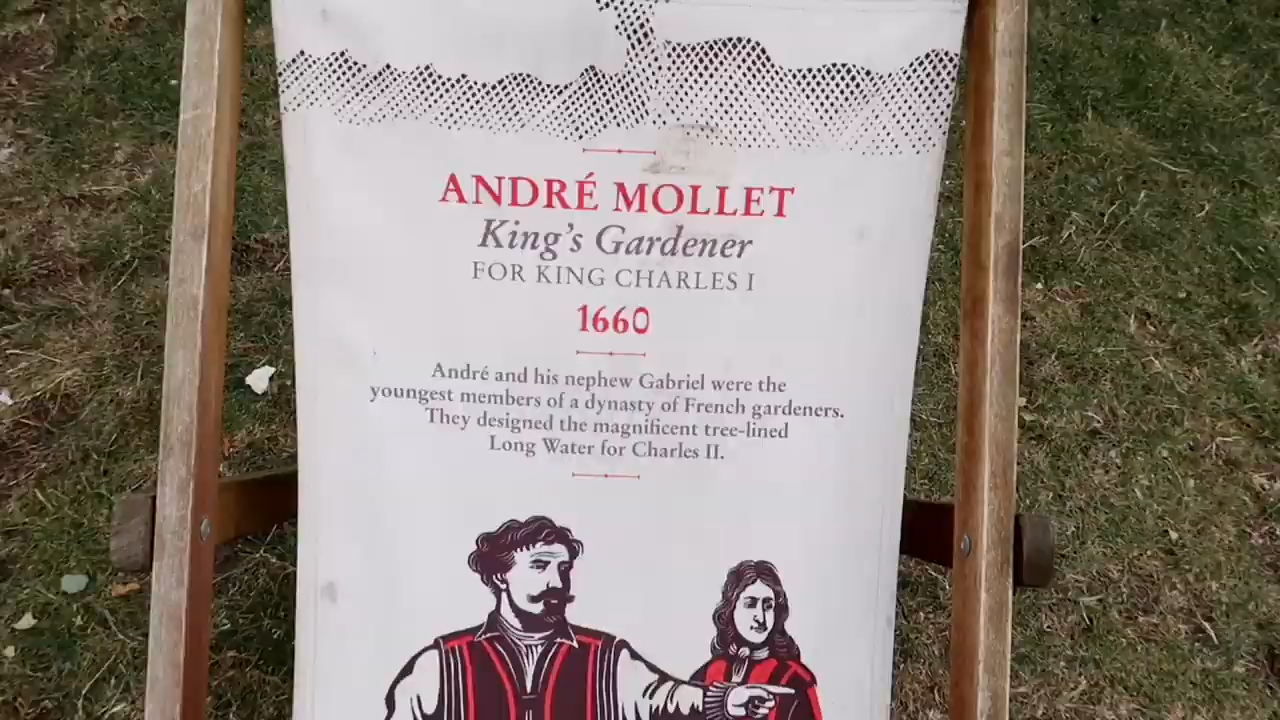 ANDRÉ MOLLET
King's Gardener
FOR KING CHARLES I
1660
André and his nephew Gabriel were the
youngest members of a dynasty of French gardeners.
They designed the magnificent tree-lined
Long Water for Charles II.